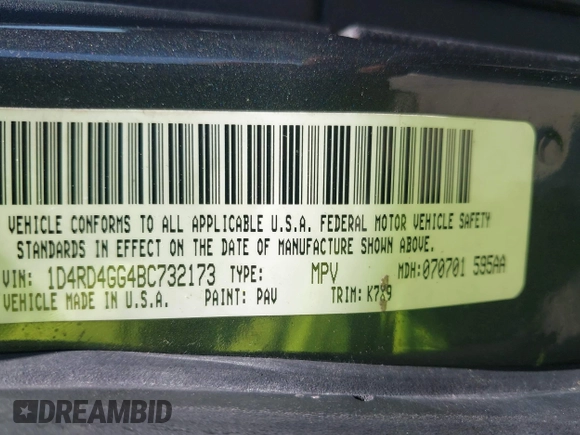 VEHICLE CONFORMS TO ALL APPLICABLE U.S.A. FEDERAL MOTOR VEHICLE SAFETY
STANDARDS IN EFFECT ON THE DATE OF MANUFACTURE SHOWN ABOVE.
VIN: 1D4RD4GG4BC732173 TYPE: MPV MDH: 070701 595AA
VEHICLE MADE IN U.S.A. PAINT: PAV TRIM: K7X9
DREAMBID